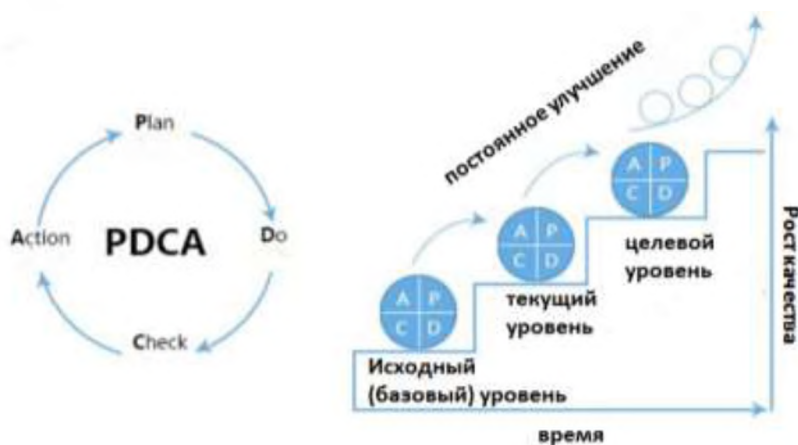 Plan
Action
PDCA
Do
Check
постоянное улучшение
A P
C D
целевой
уровень
A P
C D
текущий
уровень
A P
C D
Исходный
(базовый) уровень
Рост качества
время